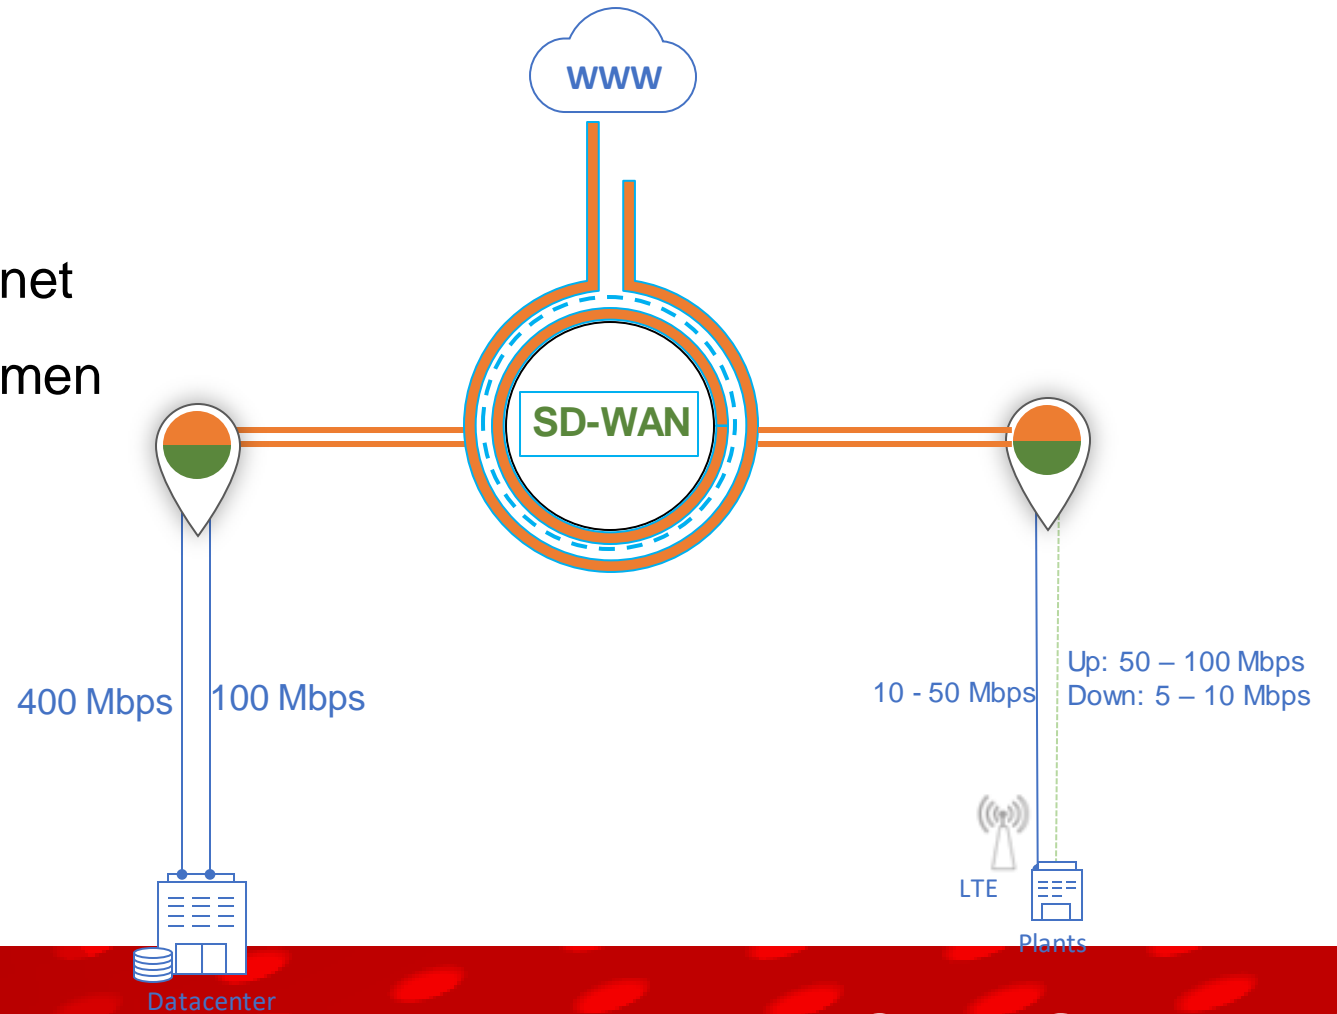 WWW
net
men
SD-WAN
400 Mbps
100 Mbps
10 - 50 Mbps
Up: 50 – 100 Mbps
Down: 5 – 10 Mbps
LTE
Plants
Datacenter